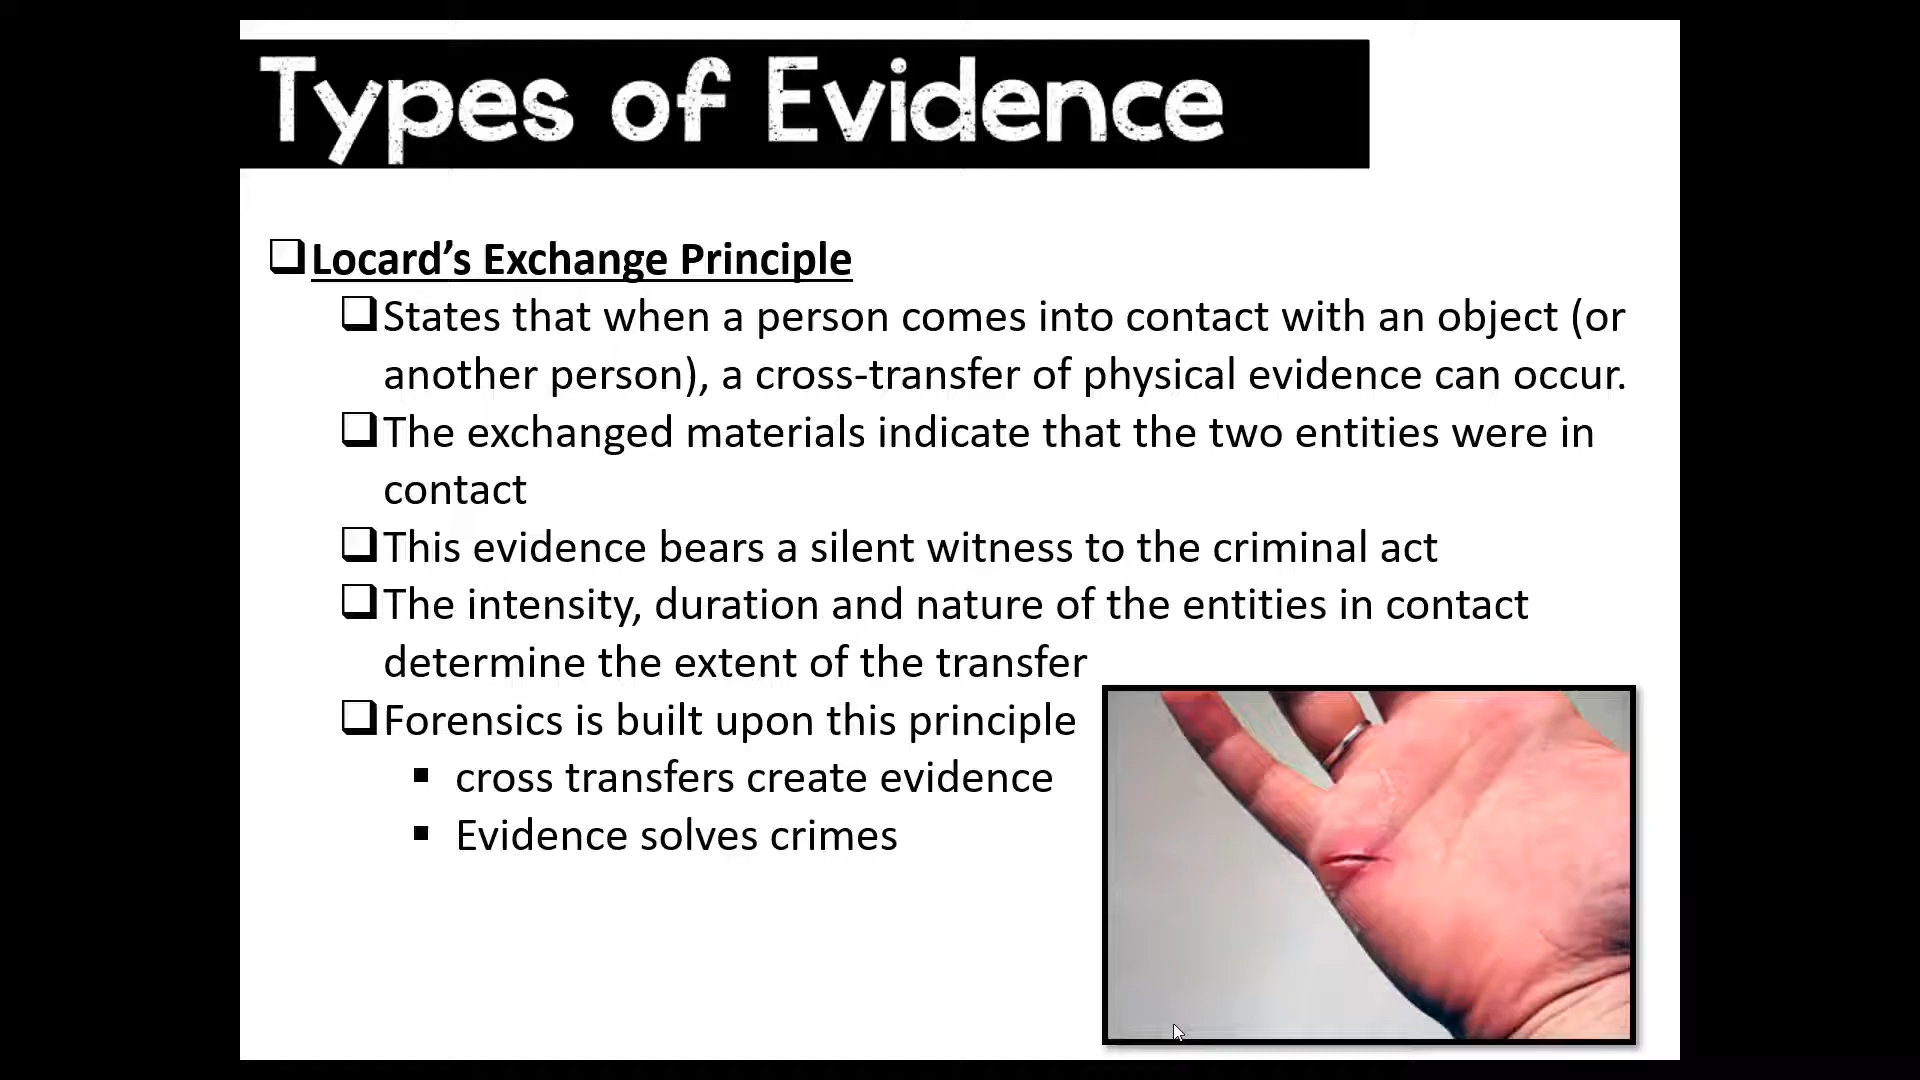 Types of Evidence
Locard’s Exchange Principle
States that when a person comes into contact with an object (or
another person), a cross-transfer of physical evidence can occur.
The exchanged materials indicate that the two entities were in
contact
This evidence bears a silent witness to the criminal act
The intensity, duration and nature of the entities in contact
determine the extent of the transfer
Forensics is built upon this principle
cross transfers create evidence
Evidence solves crimes